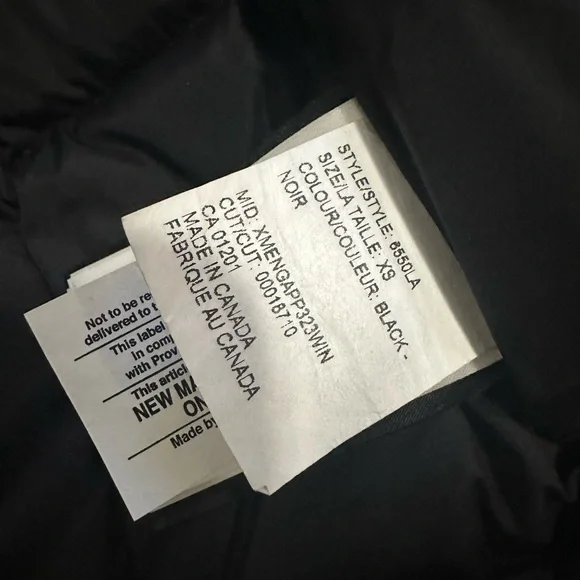 STYLE/STYLE: 6550LA
SIZE/LA TAILLE: XS
COLOUR/COULEUR: BLACK -
NOIR
MID: XMENGAPP323WIN
CUT/CUT: 00018710
CA 01201
MADE IN CANADA
FABRIQUE AU CANADA
Not to be re
delivered to t
This label
In comp
with Prov
This artic
NEW MA
ON
Made by